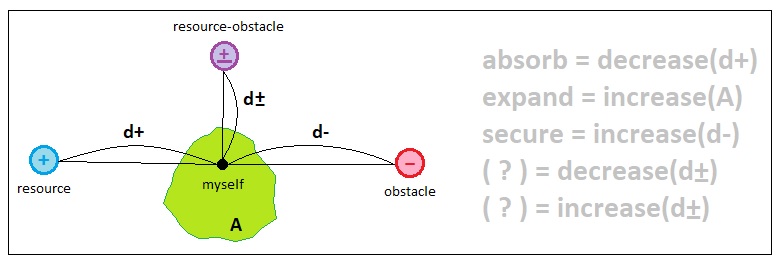 resource-obstacle
±
d±
d+
d-
+
−
resource
myself
obstacle
A
absorb = decrease(d+)
expand = increase(A)
secure = increase(d-)
( ? ) = decrease(d±)
( ? ) = increase(d±)